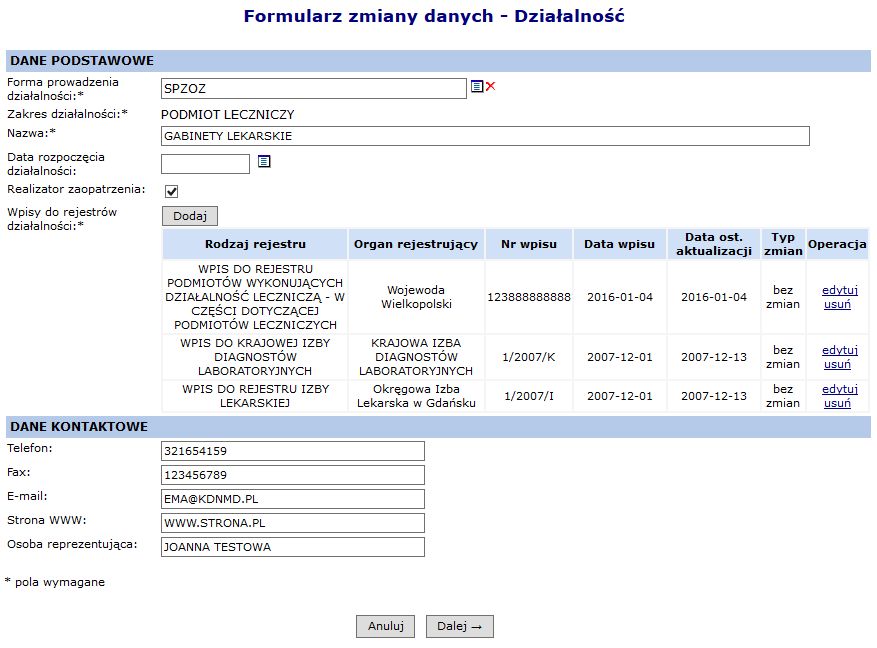 Formularz zmiany danych - Działalność
DANE PODSTAWOWE
Forma prowadzenia
działalności:*
SPZOZ
Zakres działalności:*
PODMIOT LECZNICZY
Nazwa:*
GABINETY LEKARSKIE
Data rozpoczęcia
działalności:
Realizator zaopatrzenia:
Wpisy do rejestrów
działalności:*
Dodaj
Rodzaj rejestru
Organ rejestrujący
Nr wpisu
Data wpisu
Data ost.
aktualizacji
Typ
zmian
Operacja
WPIS DO REJESTRU
PODMIOTÓW WYKONUJĄCYCH
DZIAŁALNOŚĆ LECZNICZĄ - W
CZĘŚCI DOTYCZĄCEJ
PODMIOTÓW LECZNICZYCH
Wojewoda
Wielkopolski
123888888888
2016-01-04
2016-01-04
bez
zmian
edytuj
usuń
WPIS DO KRAJOWEJ IZBY
DIAGNOSTÓW
LABORATORYJNYCH
KRAJOWA IZBA
DIAGNOSTÓW
LABORATORYJNYCH
1/2007/K
2007-12-01
2007-12-13
bez
zmian
edytuj
usuń
WPIS DO REJESTRU IZBY
LEKARSKIEJ
Okręgowa Izba
Lekarska w Gdańsku
1/2007/I
2007-12-01
2007-12-13
bez
zmian
edytuj
usuń
DANE KONTAKTOWE
Telefon:
321654159
Fax:
123456789
E-mail:
EMA@KDNMD.PL
Strona WWW:
WWW.STRONA.PL
Osoba reprezentująca:
JOANNA TESTOWA
* pola wymagane
Anuluj
Dalej →